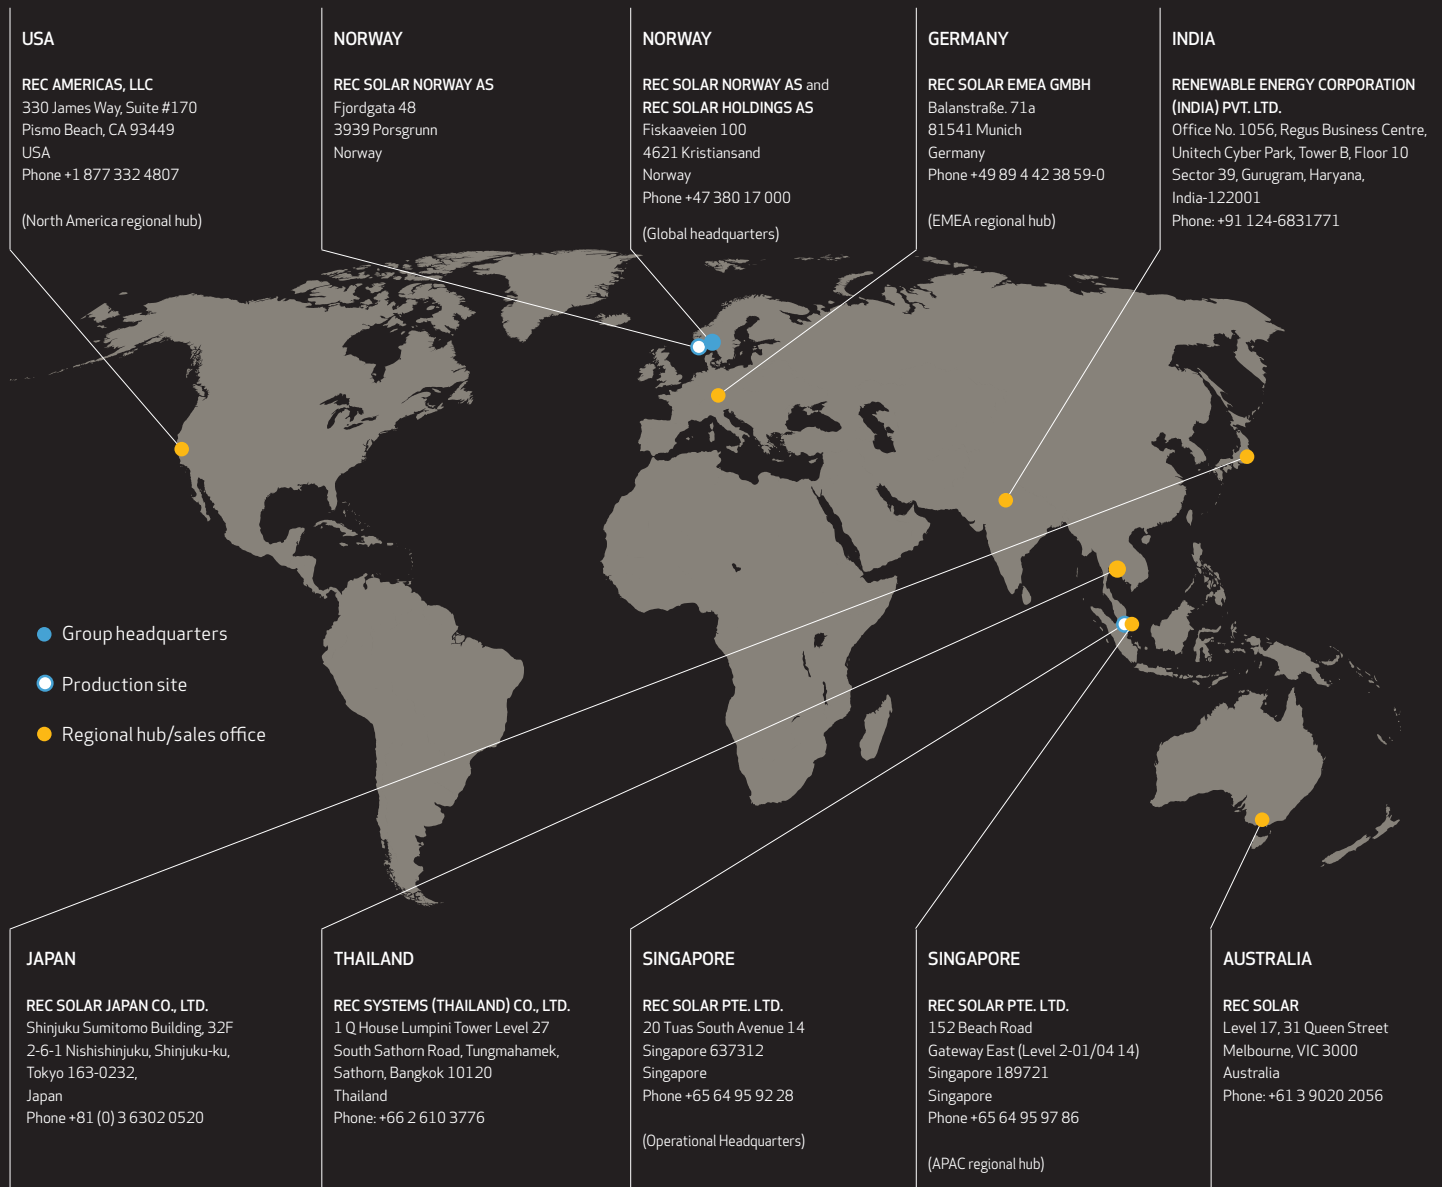 USA
REC AMERICAS, LLC
330 James Way, Suite #170
Pismo Beach, CA 93449
USA
Phone +1 877 332 4807
(North America regional hub)
NORWAY
REC SOLAR NORWAY AS
Fjordgata 48
3939 Porsgrunn
Norway
NORWAY
REC SOLAR NORWAY AS and
REC SOLAR HOLDINGS AS
Fiskaaveien 100
4621 Kristiansand
Norway
Phone +47 380 17 000
(Global headquarters)
GERMANY
REC SOLAR EMEA GMBH
Balanstraße. 71a
81541 Munich
Germany
Phone +49 89 4 42 38 59-0
(EMEA regional hub)
INDIA
RENEWABLE ENERGY CORPORATION
(INDIA) PVT. LTD.
Office No. 1056, Regus Business Centre,
Unitech Cyber Park, Tower B, Floor 10
Sector 39, Gurugram, Haryana,
India-122001
Phone: +91 124-6831771
Group headquarters
Production site
Regional hub/sales office
JAPAN
REC SOLAR JAPAN CO., LTD.
Shinjuku Sumitomo Building, 32F
2-6-1 Nishishinjuku, Shinjuku-ku,
Tokyo 163-0232,
Japan
Phone +81 (0) 3 6302 0520
THAILAND
REC SYSTEMS (THAILAND) CO., LTD.
1 Q House Lumpini Tower Level 27
South Sathorn Road, Tungmahamek,
Sathorn, Bangkok 10120
Thailand
Phone: +66 2 610 3776
SINGAPORE
REC SOLAR PTE. LTD.
20 Tuas South Avenue 14
Singapore 637312
Singapore
Phone +65 64 95 92 28
(Operational Headquarters)
SINGAPORE
REC SOLAR PTE. LTD.
152 Beach Road
Gateway East (Level 2-01/04 14)
Singapore 189721
Singapore
Phone +65 64 95 97 86
(APAC regional hub)
AUSTRALIA
REC SOLAR
Level 17, 31 Queen Street
Melbourne, VIC 3000
Australia
Phone: +61 3 9020 2056